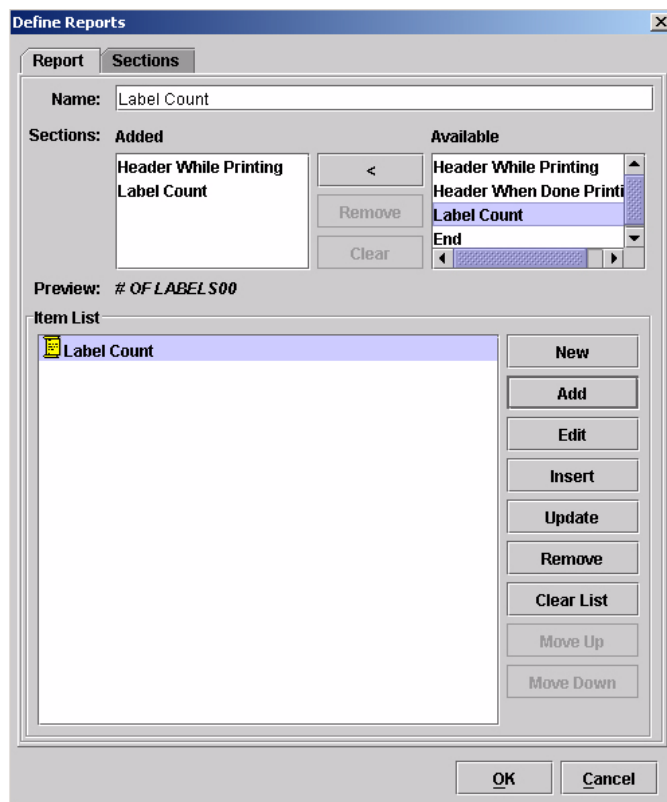 Define Reports
Report Sections
Name: Label Count
Sections: Added Available
Header While Printing
Label Count
<
Remove
Clear
Header While Printing
Header When Done Printi
Label Count
End
Preview: # OF LABELS00
Item List
Label Count
New
Add
Edit
Insert
Update
Remove
Clear List
Move Up
Move Down
OK Cancel